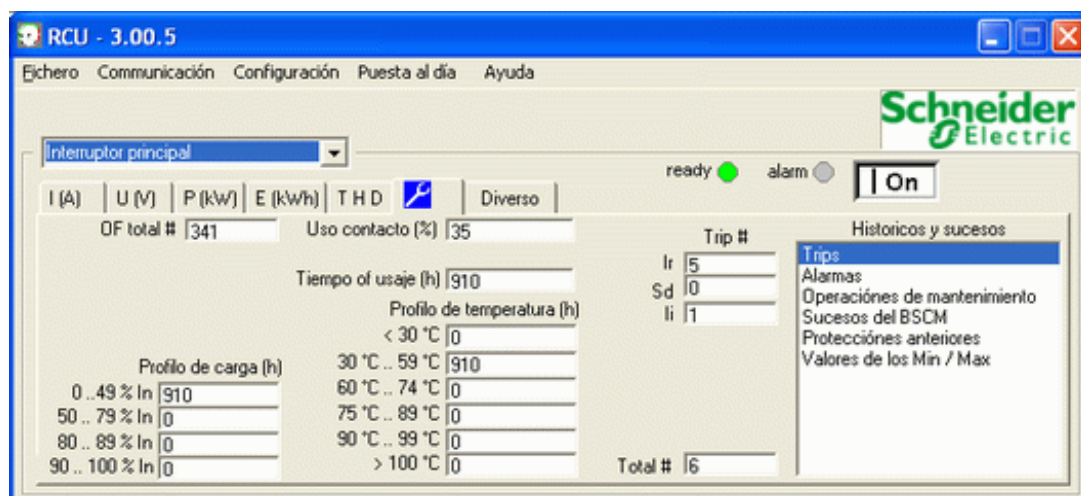 RCU - 3.00.5
Fichero Communicación Configuración Puesta al día Ayuda
Schneider
Electric
Interruptor principal
ready alarm On
I (A) U (V) P (kW) E (kWh) T H D Diverso
OF total # 341 Uso contacto (%) 35
Tiempo of usaje (h) 910
Profilo de temperatura (h)
< 30 °C 0
30 °C .. 59 °C 910
60 °C .. 74 °C 0
75 °C .. 89 °C 0
90 °C .. 99 °C 0
> 100 °C 0
Profilo de carga (h)
0 ..49 % In 910
50 .. 79 % In 0
80 .. 89 % In 0
90 .. 100 % In 0
Trip #
Ir 5
Sd 0
Ii 1
Total # 6
Historicos y sucesos
Trips
Alarmas
Operaciónes de mantenimiento
Sucesos del BSCM
Protecciónes anteriores
Valores de los Min / Max